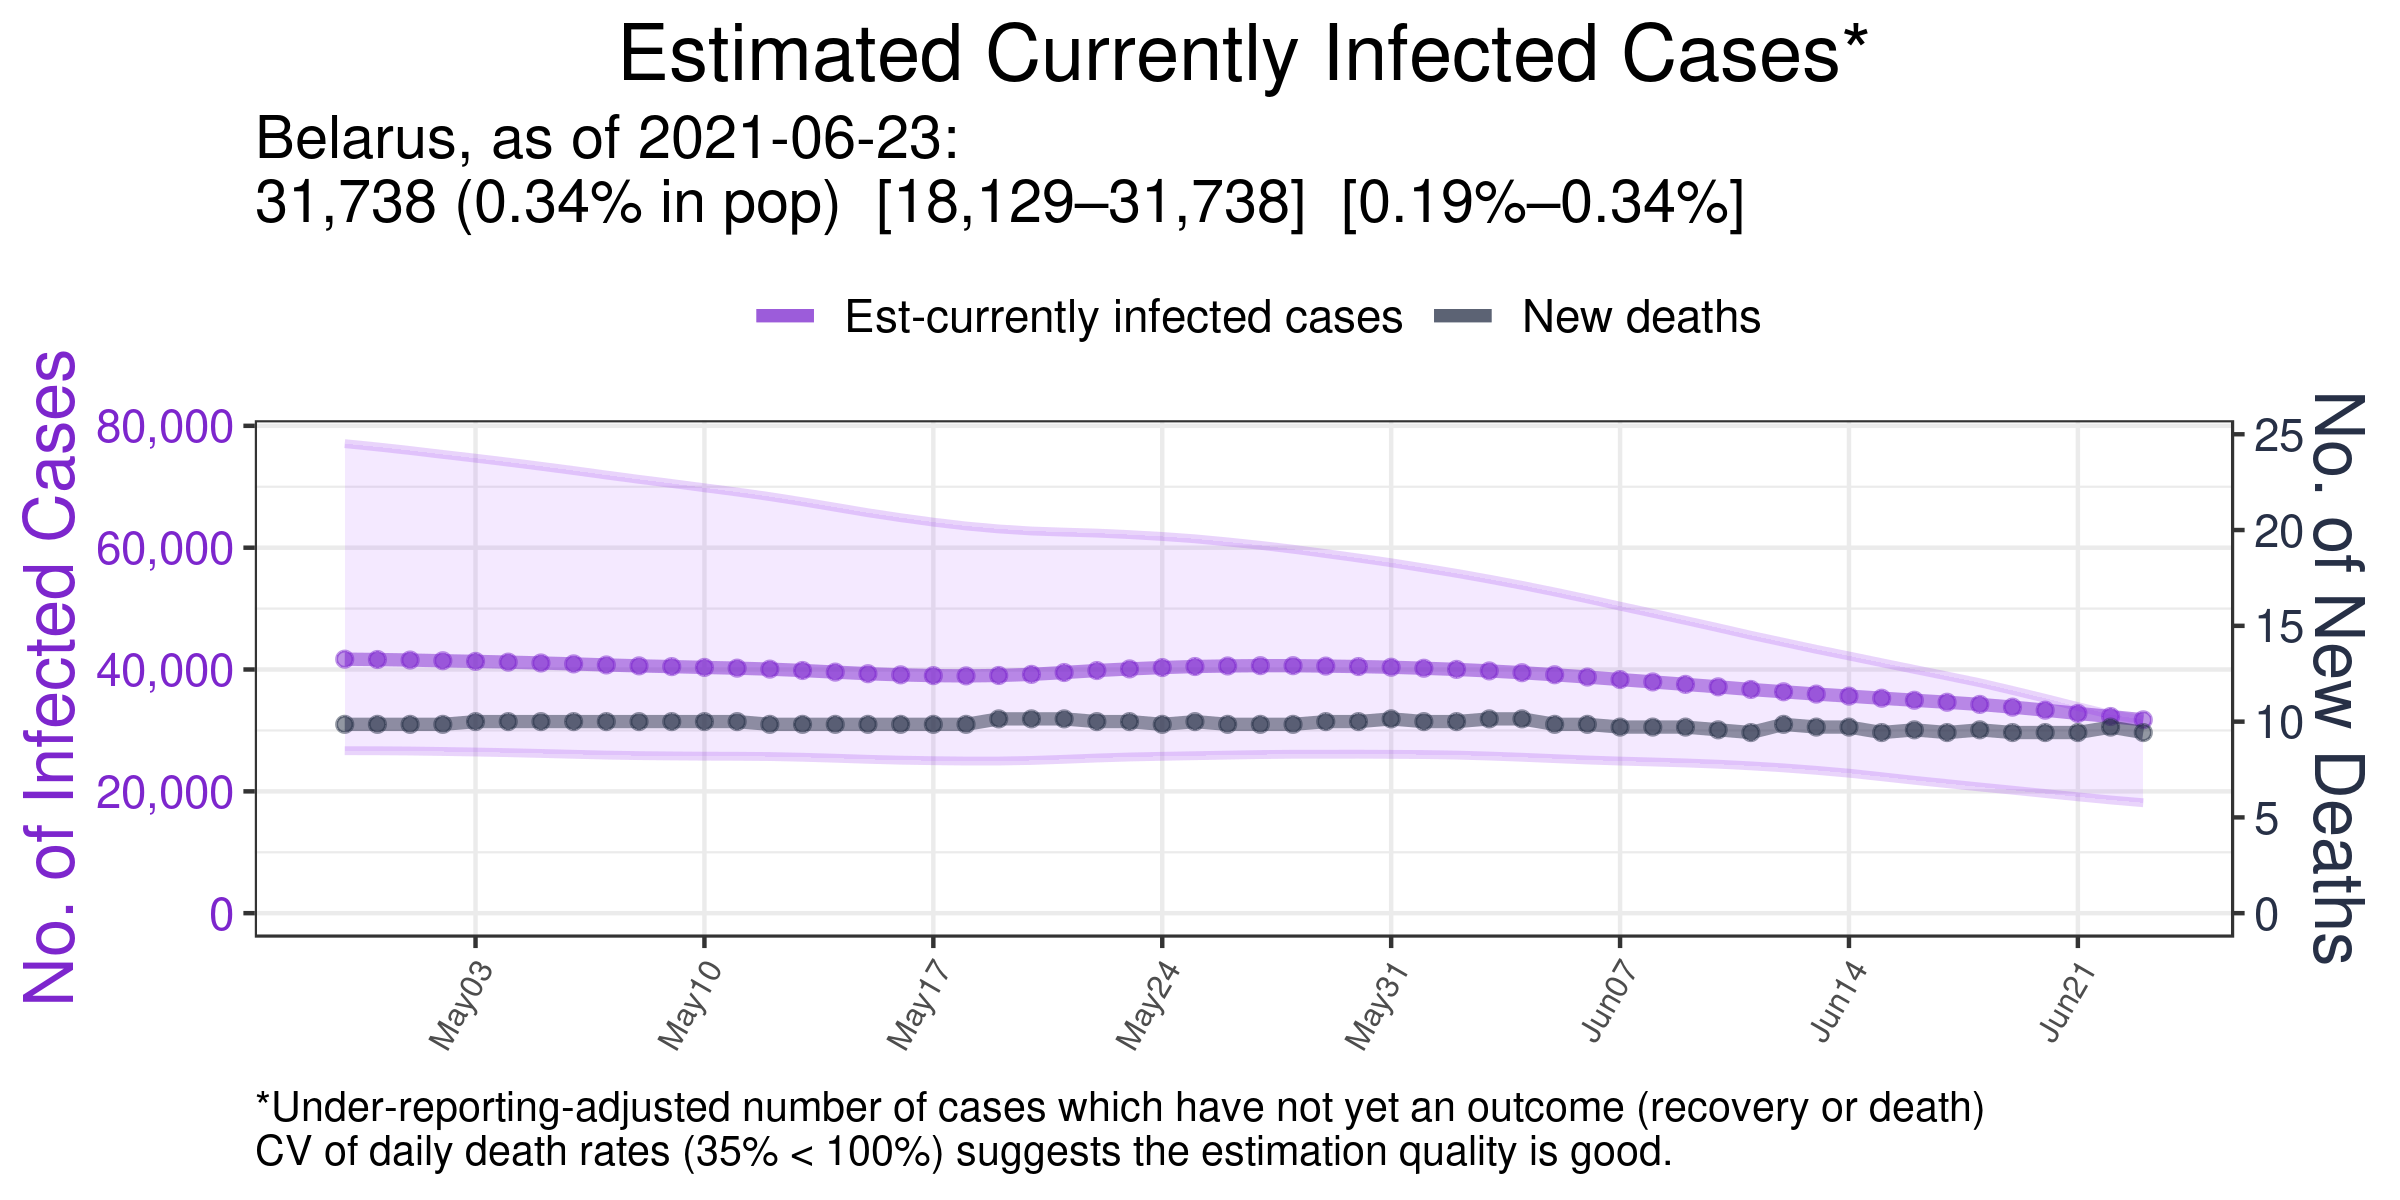 Estimated Currently Infected Cases*
Belarus, as of 2021-06-23:
31,738 (0.34% in pop)  [18,129–31,738]  [0.19%–0.34%]
Est-currently infected cases
New deaths
No. of Infected Cases
80,000
60,000
40,000
20,000
0
25
20
15
10
5
0
No. of New Deaths
May03
May10
May17
May24
May31
Jun07
Jun14
Jun21
*Under-reporting-adjusted number of cases which have not yet an outcome (recovery or death)
CV of daily death rates (35% < 100%) suggests the estimation quality is good.